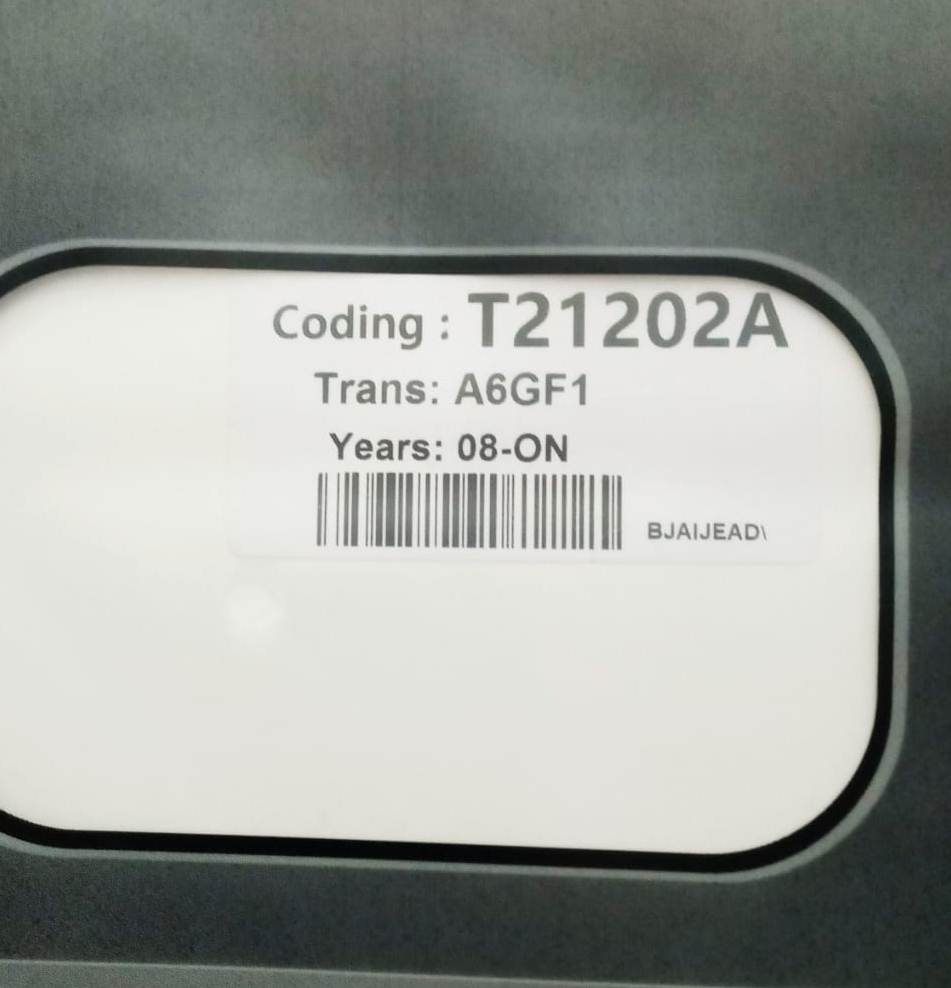 Coding : T21202A
Trans: A6GF1
Years: 08-ON
BJAIJEAD\